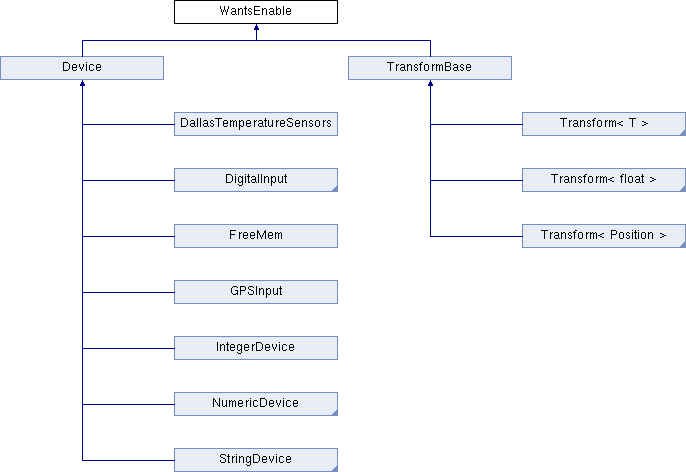 WantsEnable
Device
TransformBase
DallasTemperatureSensors
Transform< T >
DigitalInput
Transform< float >
FreeMem
Transform< Position >
GPSInput
IntegerDevice
NumericDevice
StringDevice